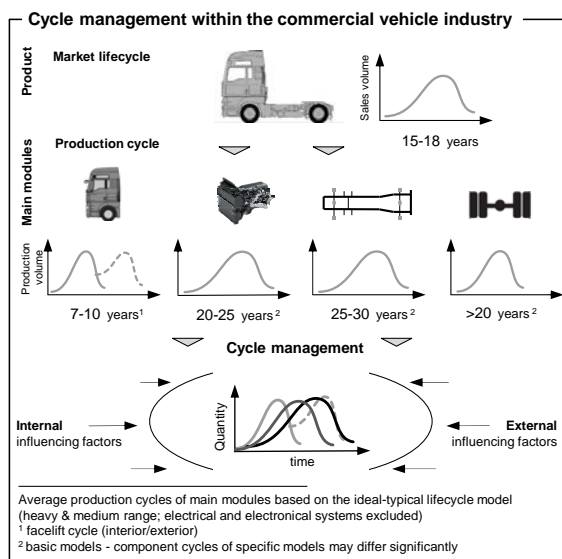 Cycle management within the commercial vehicle industry
Product
Market lifecycle
Sales volume
15-18 years
Main modules
Production cycle
Production
volume
7-10 years¹
20-25 years²
25-30 years²
>20 years²
Cycle management
Internal
influencing factors
Quantity
time
External
influencing factors
Average production cycles of main modules based on the ideal-typical lifecycle model
(heavy & medium range; electrical and electronical systems excluded)
¹ facelift cycle (interior/exterior)
² basic models - component cycles of specific models may differ significantly